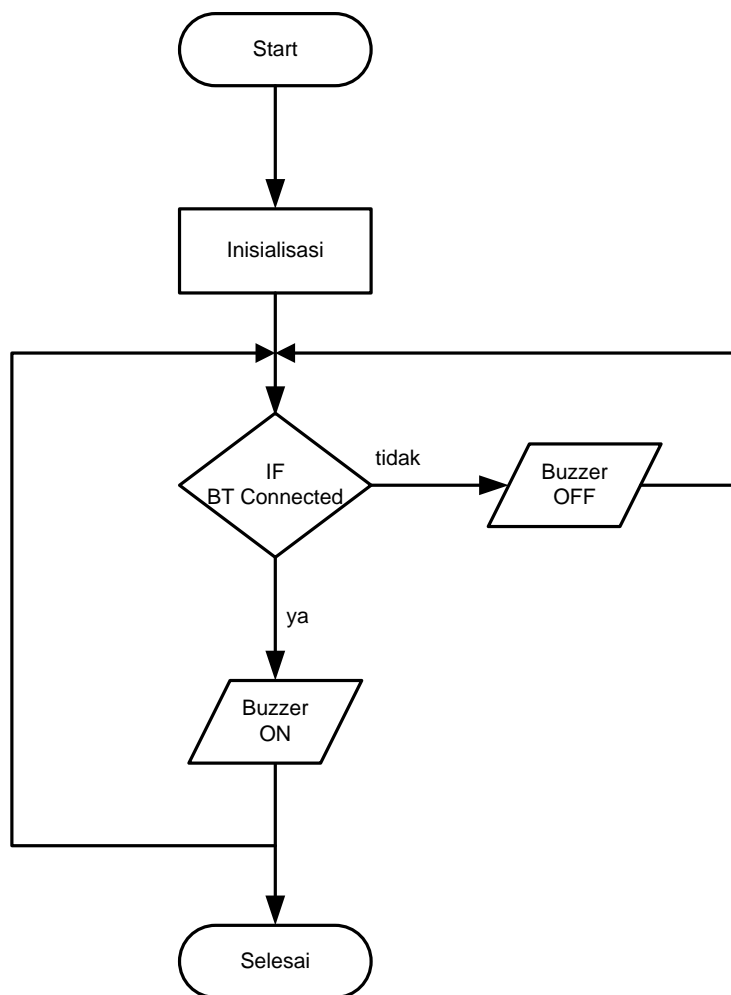 Start
Inisialisasi
IF
BT Connected
tidak
Buzzer
OFF
ya
Buzzer
ON
Selesai